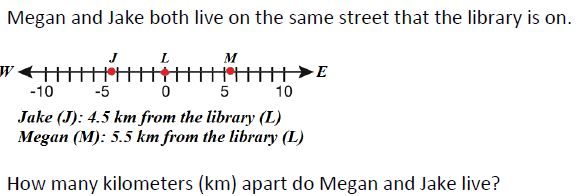 Megan and Jake both live on the same street that the library is on.
J L M
W E
-10 -5 0 5 10
Jake (J): 4.5 km from the library (L)
Megan (M): 5.5 km from the library (L)
How many kilometers (km) apart do Megan and Jake live?